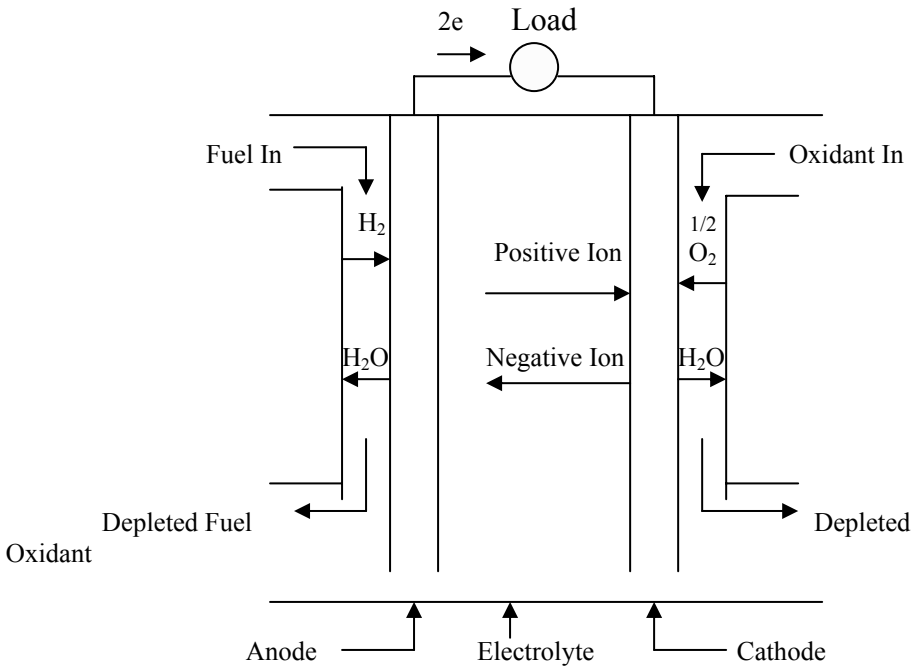 2e Load
Fuel In Oxidant In
H₂ 1/2
Positive Ion O₂
H₂O Negative Ion H₂O
Depleted Fuel Depleted
Oxidant
Anode Electrolyte Cathode